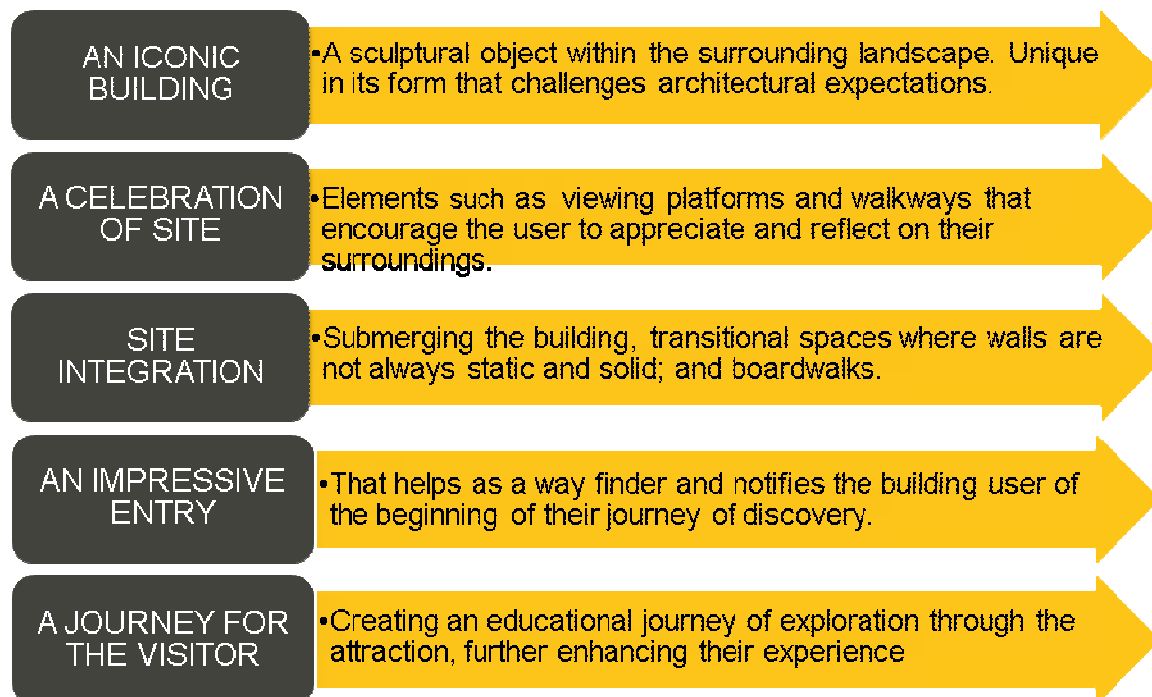 AN ICONIC
BUILDING
•A sculptural object within the surrounding landscape. Unique
in its form that challenges architectural expectations.
A CELEBRATION
OF SITE
•Elements such as viewing platforms and walkways that
encourage the user to appreciate and reflect on their
surroundings.
SITE
INTEGRATION
•Submerging the building, transitional spaces where walls are
not always static and solid; and boardwalks.
AN IMPRESSIVE
ENTRY
•That helps as a way finder and notifies the building user of
the beginning of their journey of discovery.
A JOURNEY FOR
THE VISITOR
•Creating an educational journey of exploration through the
attraction, further enhancing their experience